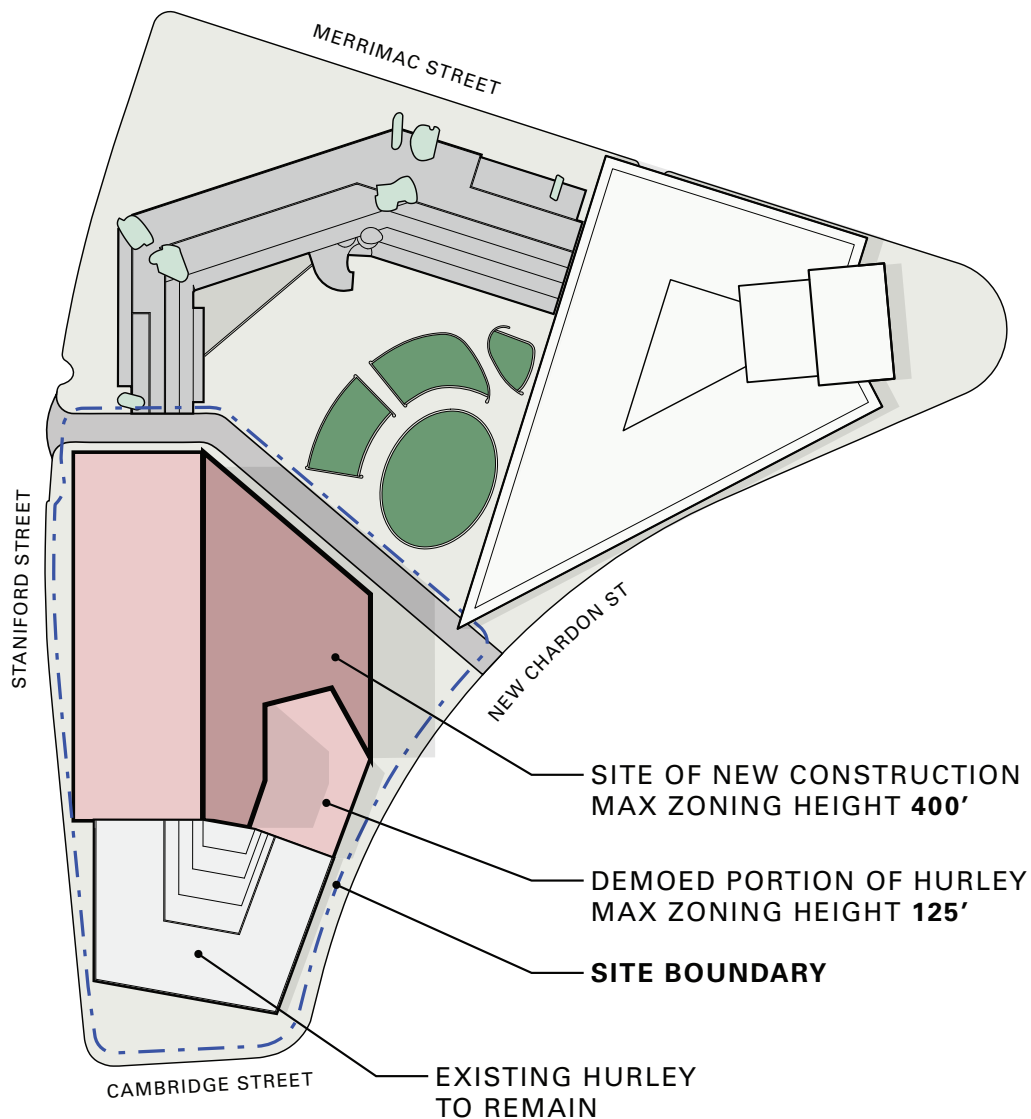 MERRIMAC STREET
STANIFORD STREET
NEW CHARDON ST
SITE OF NEW CONSTRUCTION
MAX ZONING HEIGHT 400’
DEMOED PORTION OF HURLEY
MAX ZONING HEIGHT 125’
SITE BOUNDARY
EXISTING HURLEY
TO REMAIN
CAMBRIDGE STREET